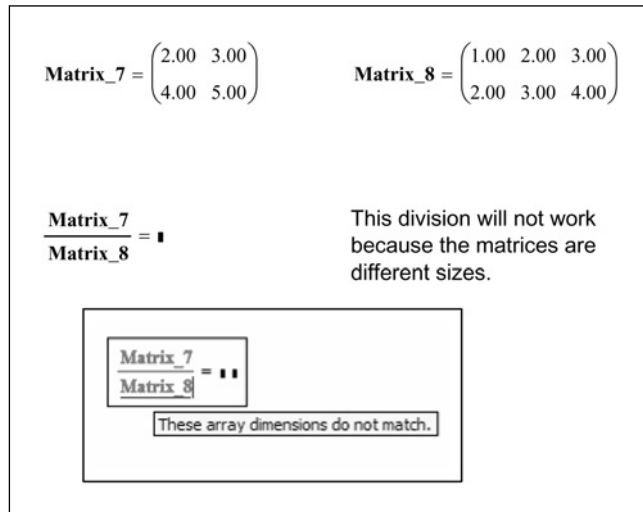 Matrix_7 = (2.00 3.00
4.00 5.00)
Matrix_8 = (1.00 2.00 3.00
2.00 3.00 4.00)
Matrix_7
Matrix_8 =
This division will not work
because the matrices are
different sizes.
Matrix_7
Matrix_8 =
These array dimensions do not match.